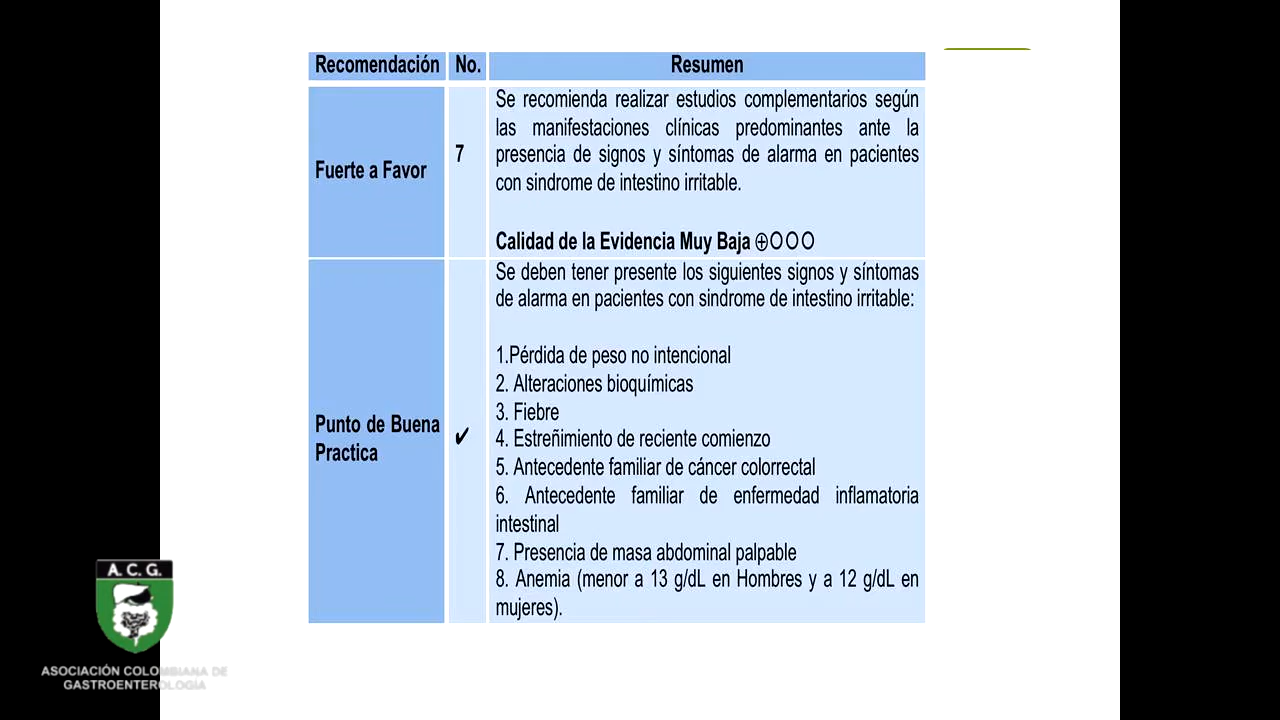 Recomendación No. Resumen
Fuerte a Favor
7
Se recomienda realizar estudios complementarios según
las manifestaciones clínicas predominantes ante la
presencia de signos y síntomas de alarma en pacientes
con sindrome de intestino irritable.
Calidad de la Evidencia Muy Baja ⊕○○○
Punto de Buena
Practica
✔
Se deben tener presente los siguientes signos y síntomas
de alarma en pacientes con sindrome de intestino irritable:
1.Pérdida de peso no intencional
2. Alteraciones bioquímicas
3. Fiebre
4. Estreñimiento de reciente comienzo
5. Antecedente familiar de cáncer colorrectal
6. Antecedente familiar de enfermedad inflamatoria
intestinal
7. Presencia de masa abdominal palpable
8. Anemia (menor a 13 g/dL en Hombres y a 12 g/dL en
mujeres).
A. C. G.
ASOCIACIÓN COLOMBIANA DE
GASTROENTEROLOGÍA